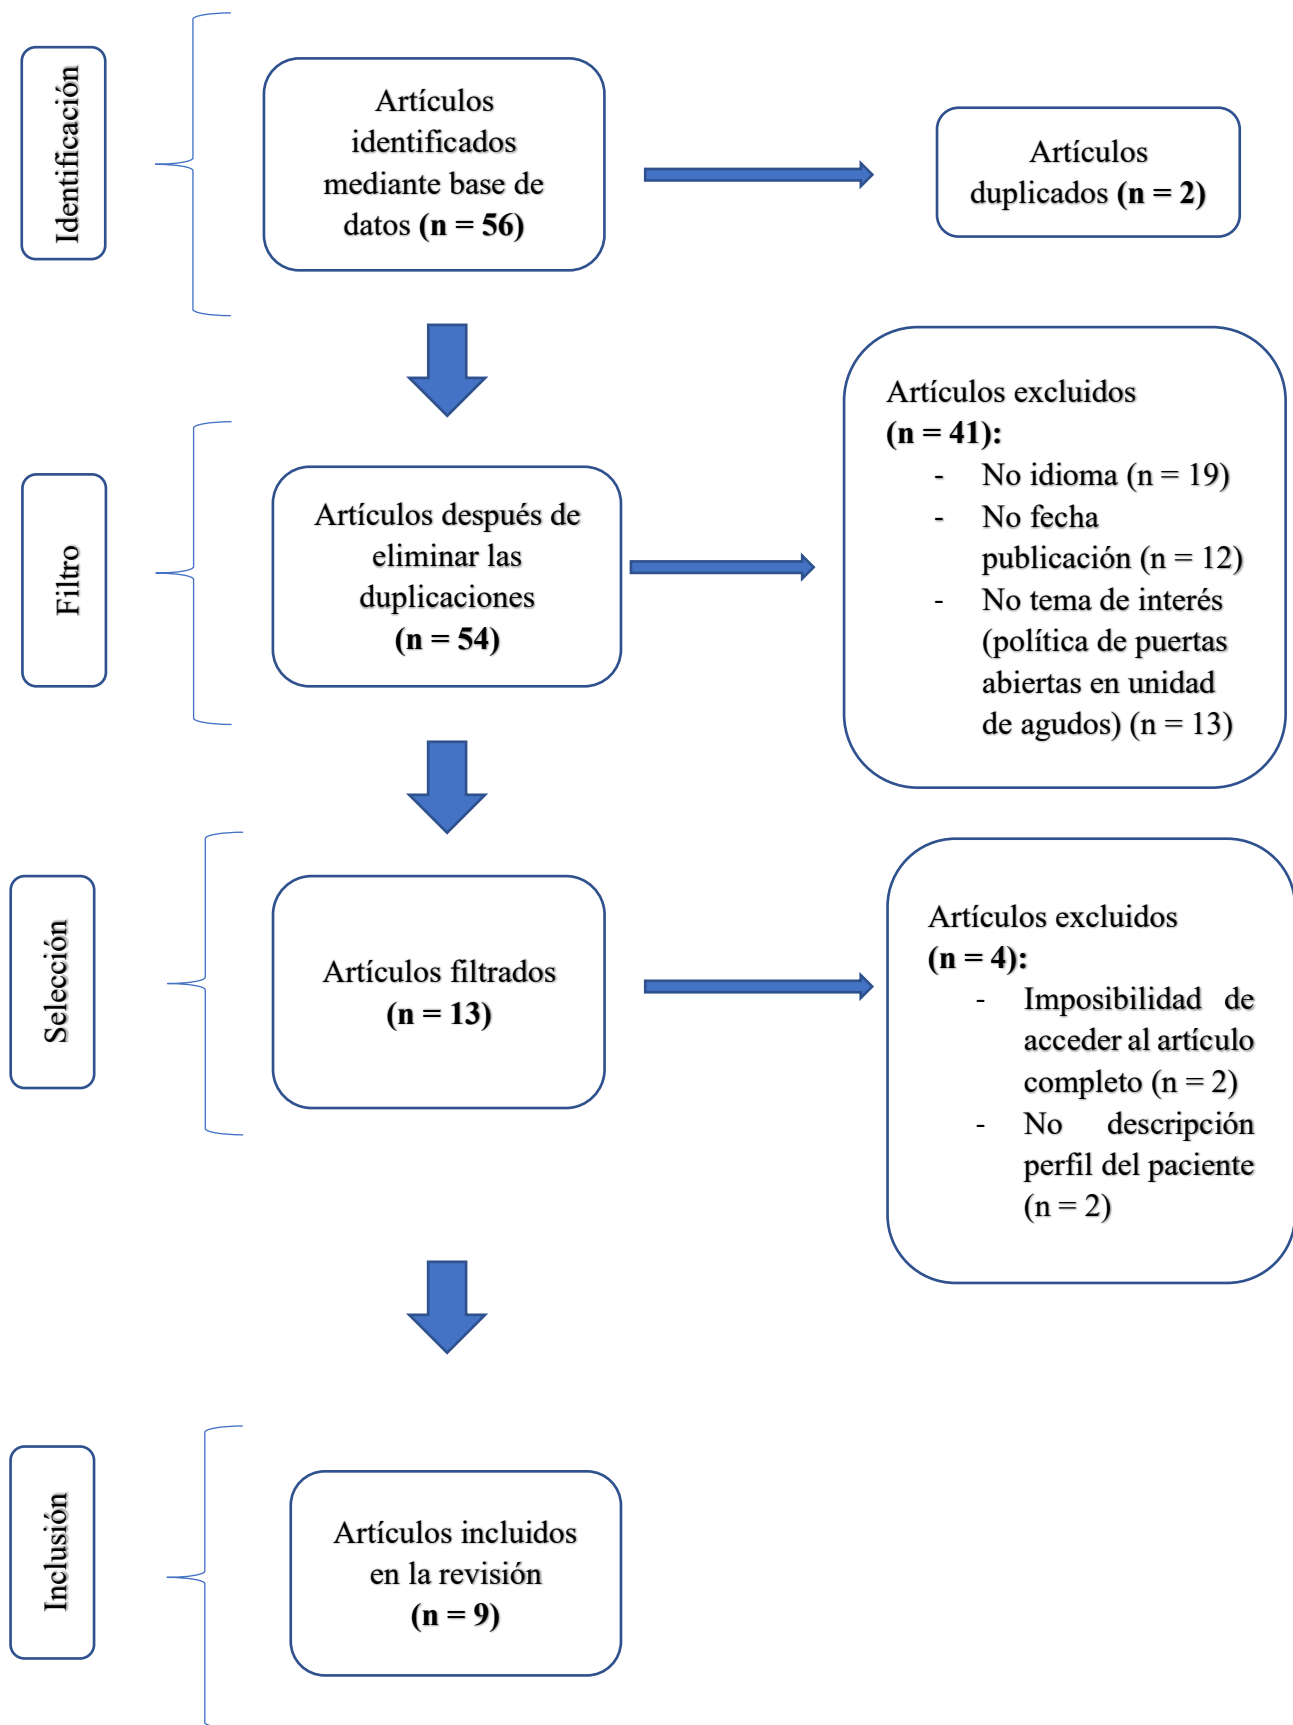 Identificación
Artículos
identificados
mediante base de
datos (n = 56)
Artículos
duplicados (n = 2)
Filtro
Artículos después de
eliminar las
duplicaciones
(n = 54)
Artículos excluidos
(n = 41):
- No idioma (n = 19)
- No fecha
publicación (n = 12)
- No tema de interés
(política de puertas
abiertas en unidad
de agudos) (n = 13)
Selección
Artículos filtrados
(n = 13)
Artículos excluidos
(n = 4):
- Imposibilidad de
acceder al artículo
completo (n = 2)
- No descripción
perfil del paciente
(n = 2)
Inclusión
Artículos incluidos
en la revisión
(n = 9)